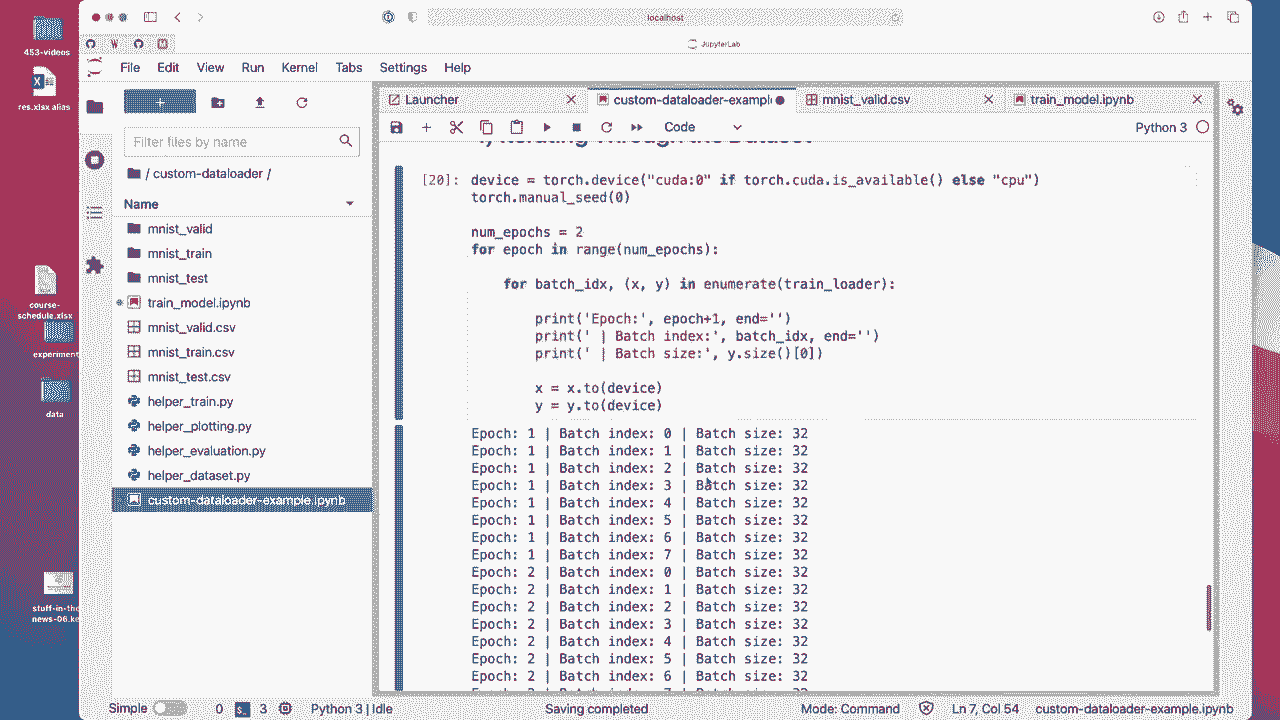 localhost
JupyterLab
File Edit View Run Kernel Tabs Settings Help
453-videos
res.xlsx alias
course-schedule.xlsx
experiment
data
stuff-in-the
news-06.ke
Filter files by name
/ custom-dataloader /
Name
mnist_valid
mnist_train
mnist_test
train_model.ipynb
mnist_valid.csv
mnist_train.csv
mnist_test.csv
helper_train.py
helper_plotting.py
helper_evaluation.py
helper_dataset.py
custom-dataloader-example.ipynb
Launcher
custom-dataloader-exampl
mnist_valid.csv
train_model.ipynb
Code
Python 3
Iterating Through the Dataset
[20]: device = torch.device("cuda:0" if torch.cuda.is_available() else "cpu")
torch.manual_seed(0)
num_epochs = 2
for epoch in range(num_epochs):
for batch_idx, (x, y) in enumerate(train_loader):
print('Epoch:', epoch+1, end='')
print(' | Batch index:', batch_idx, end='')
print(' | Batch size:', y.size()[0])
x = x.to(device)
y = y.to(device)
Epoch: 1 | Batch index: 0 | Batch size: 32
Epoch: 1 | Batch index: 1 | Batch size: 32
Epoch: 1 | Batch index: 2 | Batch size: 32
Epoch: 1 | Batch index: 3 | Batch size: 32
Epoch: 1 | Batch index: 4 | Batch size: 32
Epoch: 1 | Batch index: 5 | Batch size: 32
Epoch: 1 | Batch index: 6 | Batch size: 32
Epoch: 1 | Batch index: 7 | Batch size: 32
Epoch: 2 | Batch index: 0 | Batch size: 32
Epoch: 2 | Batch index: 1 | Batch size: 32
Epoch: 2 | Batch index: 2 | Batch size: 32
Epoch: 2 | Batch index: 3 | Batch size: 32
Epoch: 2 | Batch index: 4 | Batch size: 32
Epoch: 2 | Batch index: 5 | Batch size: 32
Epoch: 2 | Batch index: 6 | Batch size: 32
Simple 0 3 Python 3 | Idle Saving completed Mode: Command Ln 7, Col 54 custom-dataloader-example.ipynb